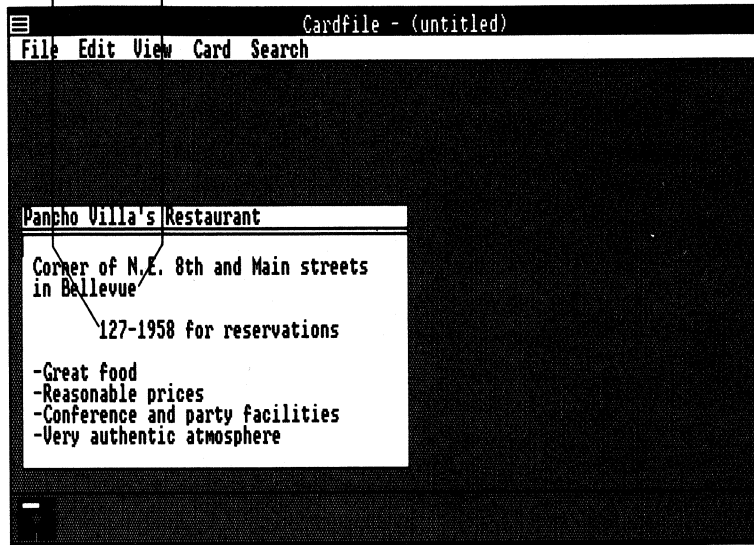 Cardfile - (untitled)
File Edit View Card Search
Pancho Villa's Restaurant
Corner of N.E. 8th and Main streets
in Bellevue
127-1958 for reservations
-Great food
-Reasonable prices
-Conference and party facilities
-Very authentic atmosphere